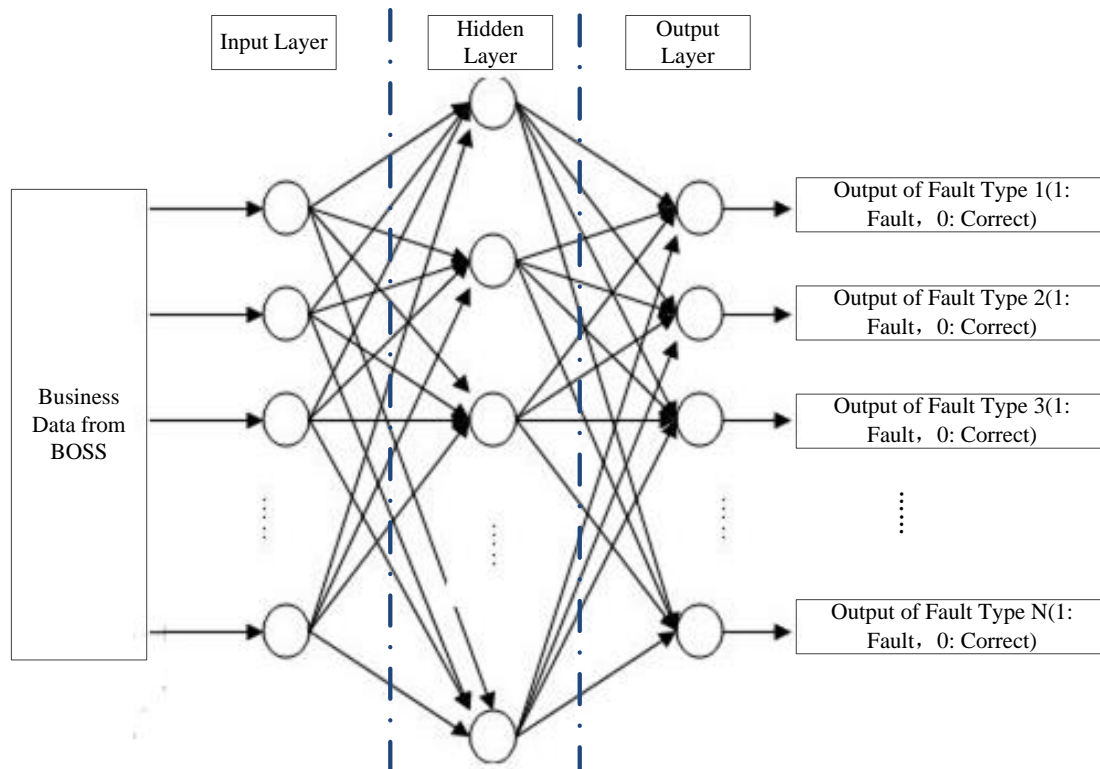 Input Layer
Hidden
Layer
Output
Layer
Business
Data from
BOSS
Output of Fault Type 1(1:
Fault，0: Correct)
Output of Fault Type 2(1:
Fault，0: Correct)
Output of Fault Type 3(1:
Fault，0: Correct)
Output of Fault Type N(1:
Fault，0: Correct)